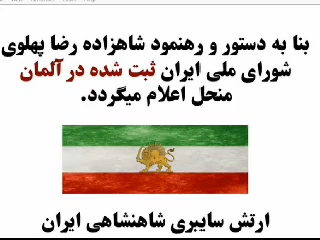 بنا به دستور و رهنمود شاهزاده رضا پهلوی
شورای ملی ایران ثبت شده در آلمان
منحل اعلام میگردد.
ارتش سایبری شاهنشاهی ایران